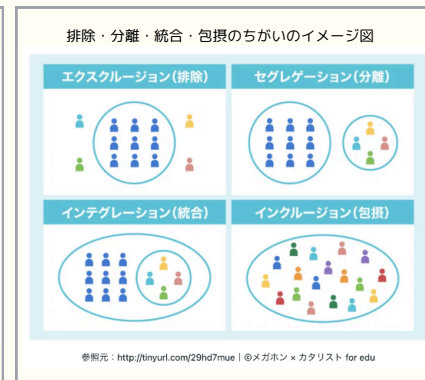 排除・分離・統合・包摂のちがいのイメージ図
エクスクルージョン(排除)
セグレゲーション(分離)
インテグレーション(統合)
インクルージョン(包摂)
参照元：http://tinyurl.com/29hd7mue | ©メガホン × カタリスト for edu